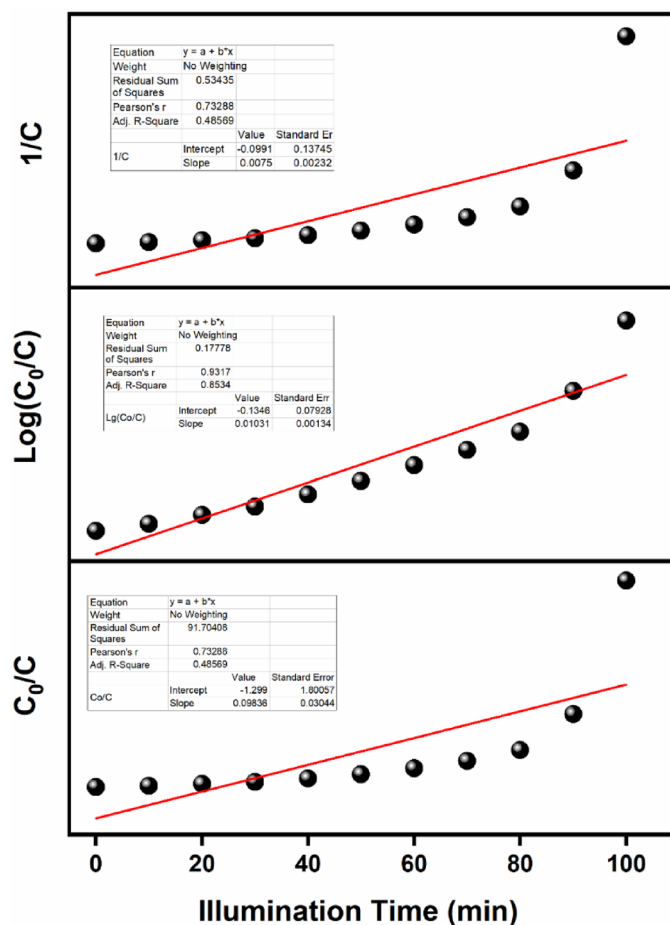 1/C
Equation y = a + b*x
Weight No Weighting
Residual Sum of Squares 0.53435
Pearson's r 0.73288
Adj. R-Square 0.48569
Value Standard Err
1/C Intercept -0.0991 0.13745
Slope 0.0075 0.00232
Log(C₀/C)
Equation y = a + b*x
Weight No Weighting
Residual Sum of Squares 0.17778
Pearson's r 0.9317
Adj. R-Square 0.8534
Value Standard Err
Lg(Co/C) Intercept -0.1346 0.07928
Slope 0.01031 0.00134
C₀/C
Equation y = a + b*x
Weight No Weighting
Residual Sum of Squares 91.70408
Pearson's r 0.73288
Adj. R-Square 0.48569
Value Standard Error
Co/C Intercept -1.299 1.80057
Slope 0.09836 0.03044
0 20 40 60 80 100
Illumination Time (min)